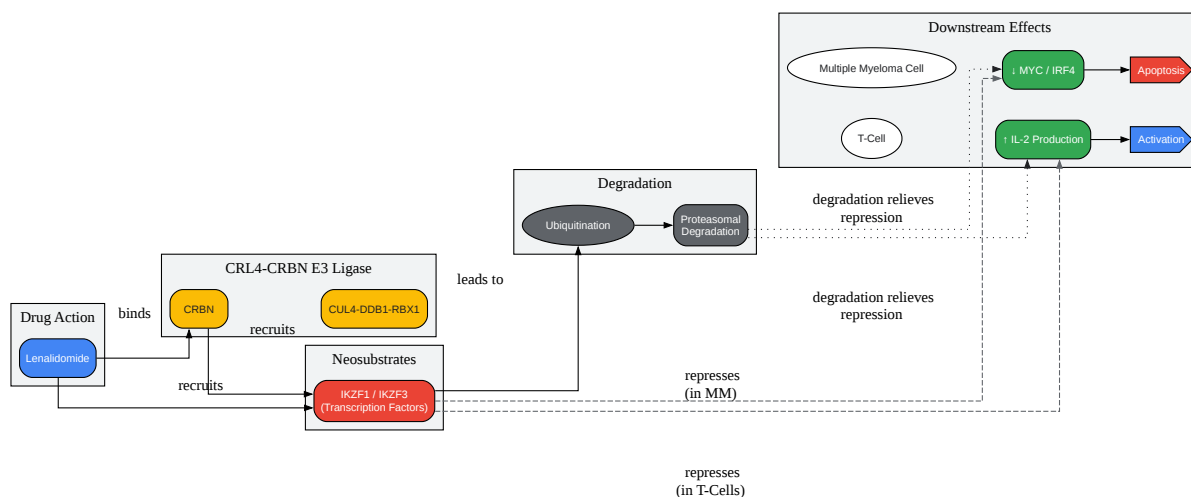 Downstream Effects
Multiple Myeloma Cell
↓ MYC / IRF4
Apoptosis
T-Cell
↑ IL-2 Production
Activation
Degradation
Ubiquitination
Proteasomal
Degradation
degradation relieves
repression
CRL4-CRBN E3 Ligase
leads to
degradation relieves
repression
Drug Action
binds
CRBN
CUL4-DDB1-RBX1
recruits
Lenalidomide
Neosubstrates
recruits
IKZF1 / IKZF3
(Transcription Factors)
represses
(in MM)
represses
(in T-Cells)